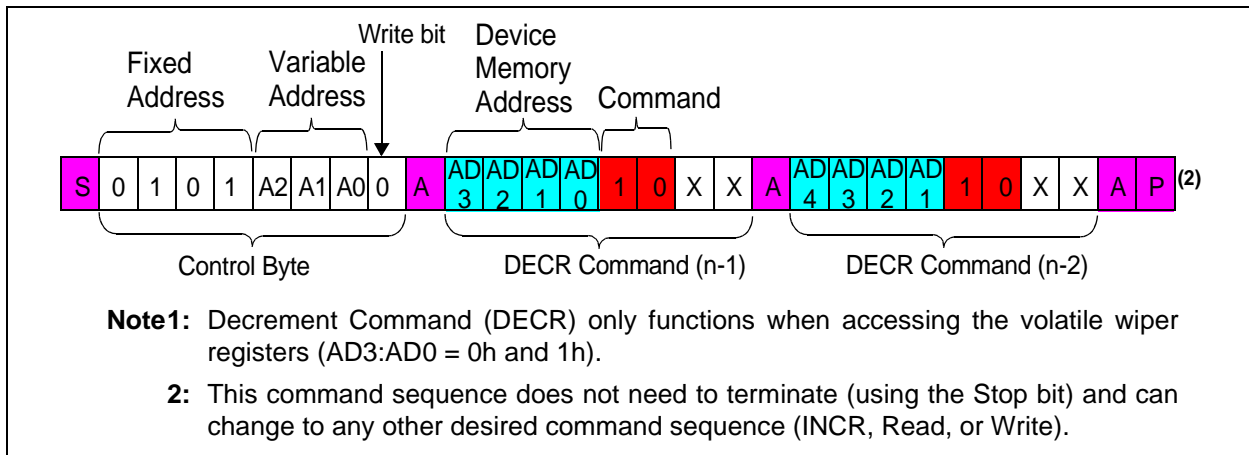 Write bit
Device Memory Address
Fixed Address
Variable Address
Command
S 0 1 0 1 A2 A1 A0 0 A AD3 AD2 AD1 AD0 1 0 X X A AD4 AD3 AD2 AD1 1 0 X X A P (2)
Control Byte
DECR Command (n-1)
DECR Command (n-2)
Note1: Decrement Command (DECR) only functions when accessing the volatile wiper
registers (AD3:AD0 = 0h and 1h).
2: This command sequence does not need to terminate (using the Stop bit) and can
change to any other desired command sequence (INCR, Read, or Write).